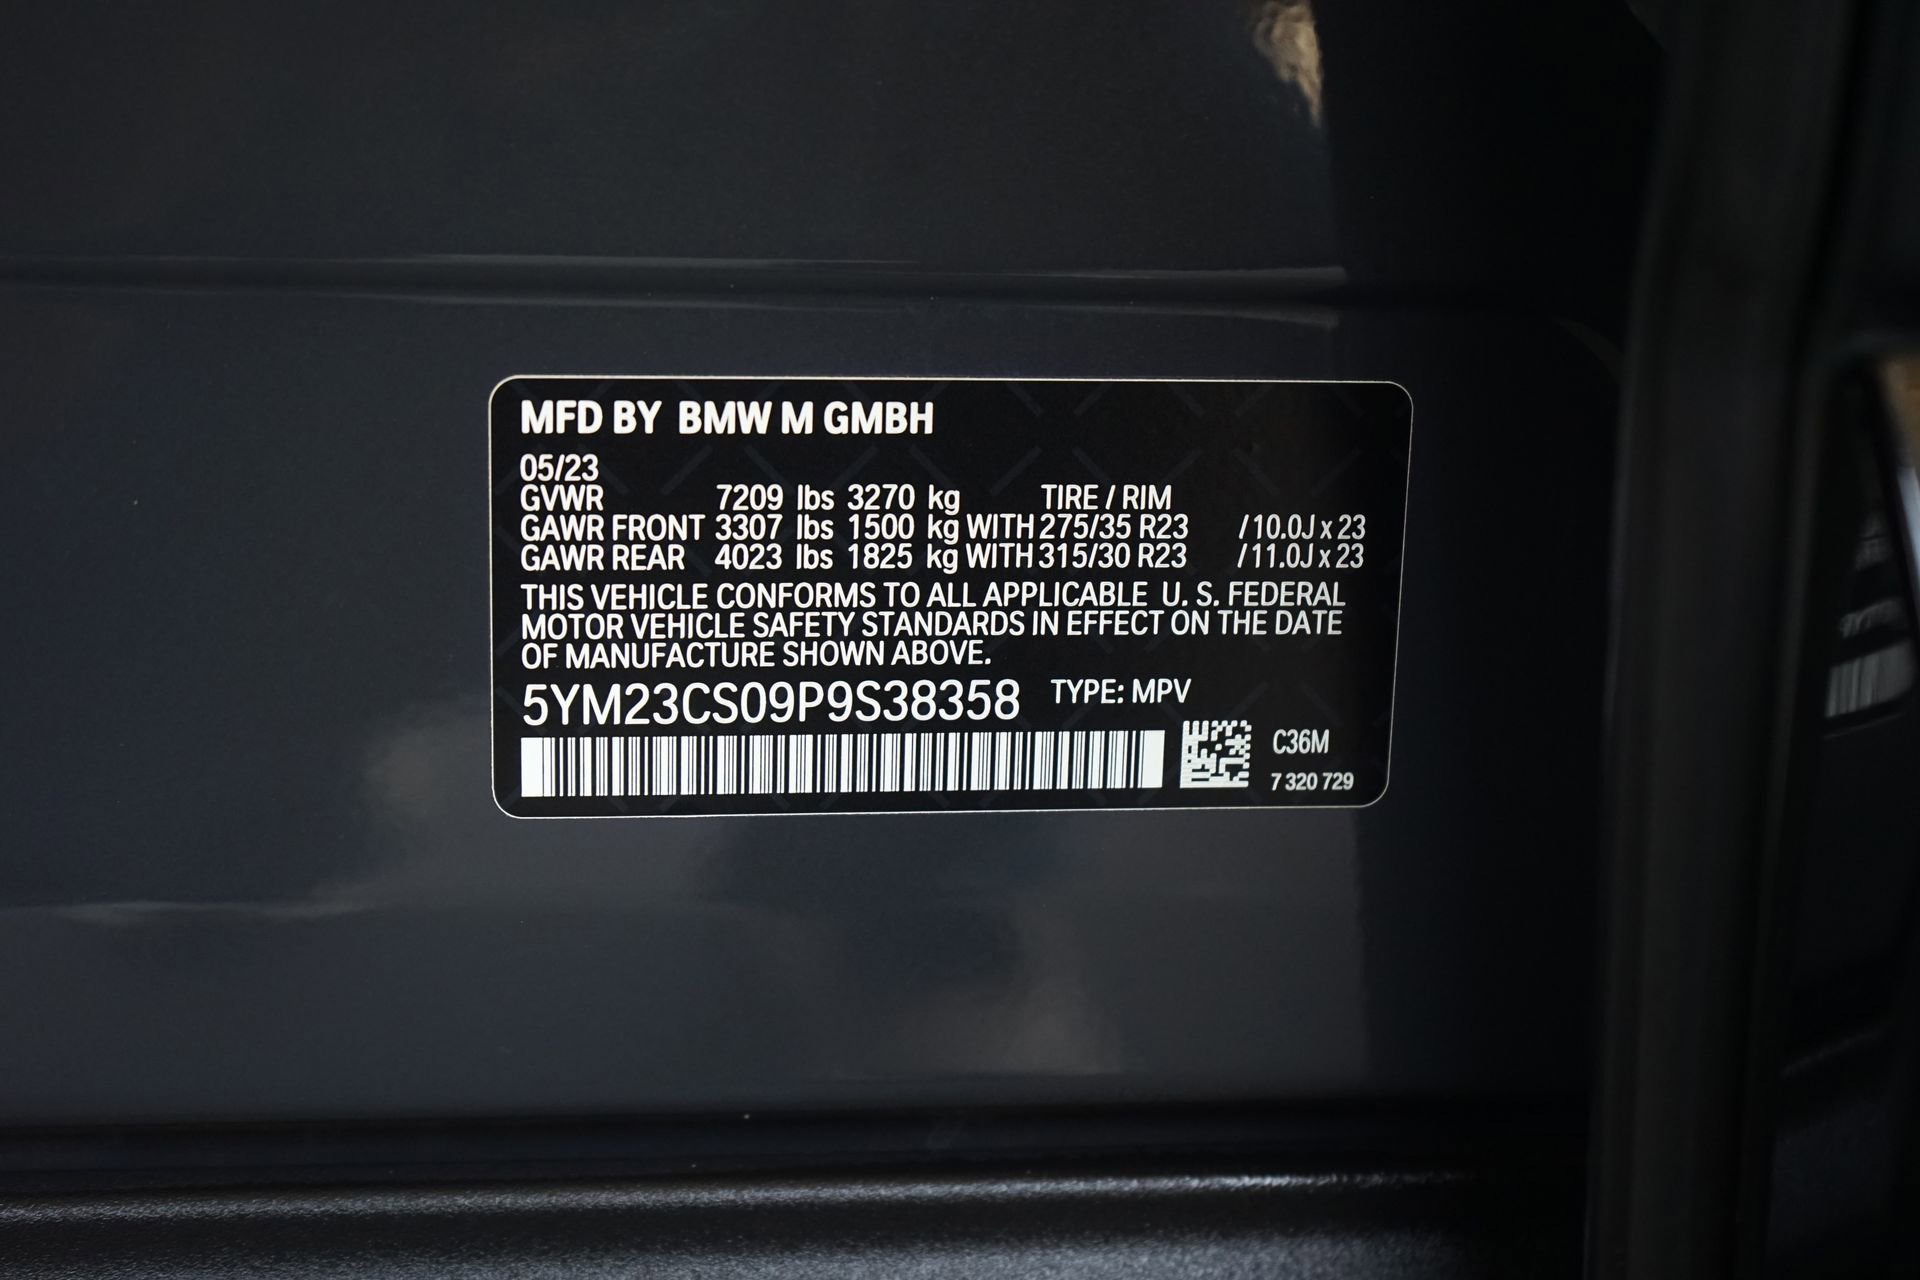 MFD BY BMW M GMBH
05/23
GVWR 7209 lbs 3270 kg TIRE / RIM
GAWR FRONT 3307 lbs 1500 kg WITH 275/35 R23 / 10.0J x 23
GAWR REAR 4023 lbs 1825 kg WITH 315/30 R23 / 11.0J x 23
THIS VEHICLE CONFORMS TO ALL APPLICABLE U. S. FEDERAL
MOTOR VEHICLE SAFETY STANDARDS IN EFFECT ON THE DATE
OF MANUFACTURE SHOWN ABOVE.
5YM23CS09P9S38358 TYPE: MPV
C36M
7 320 729